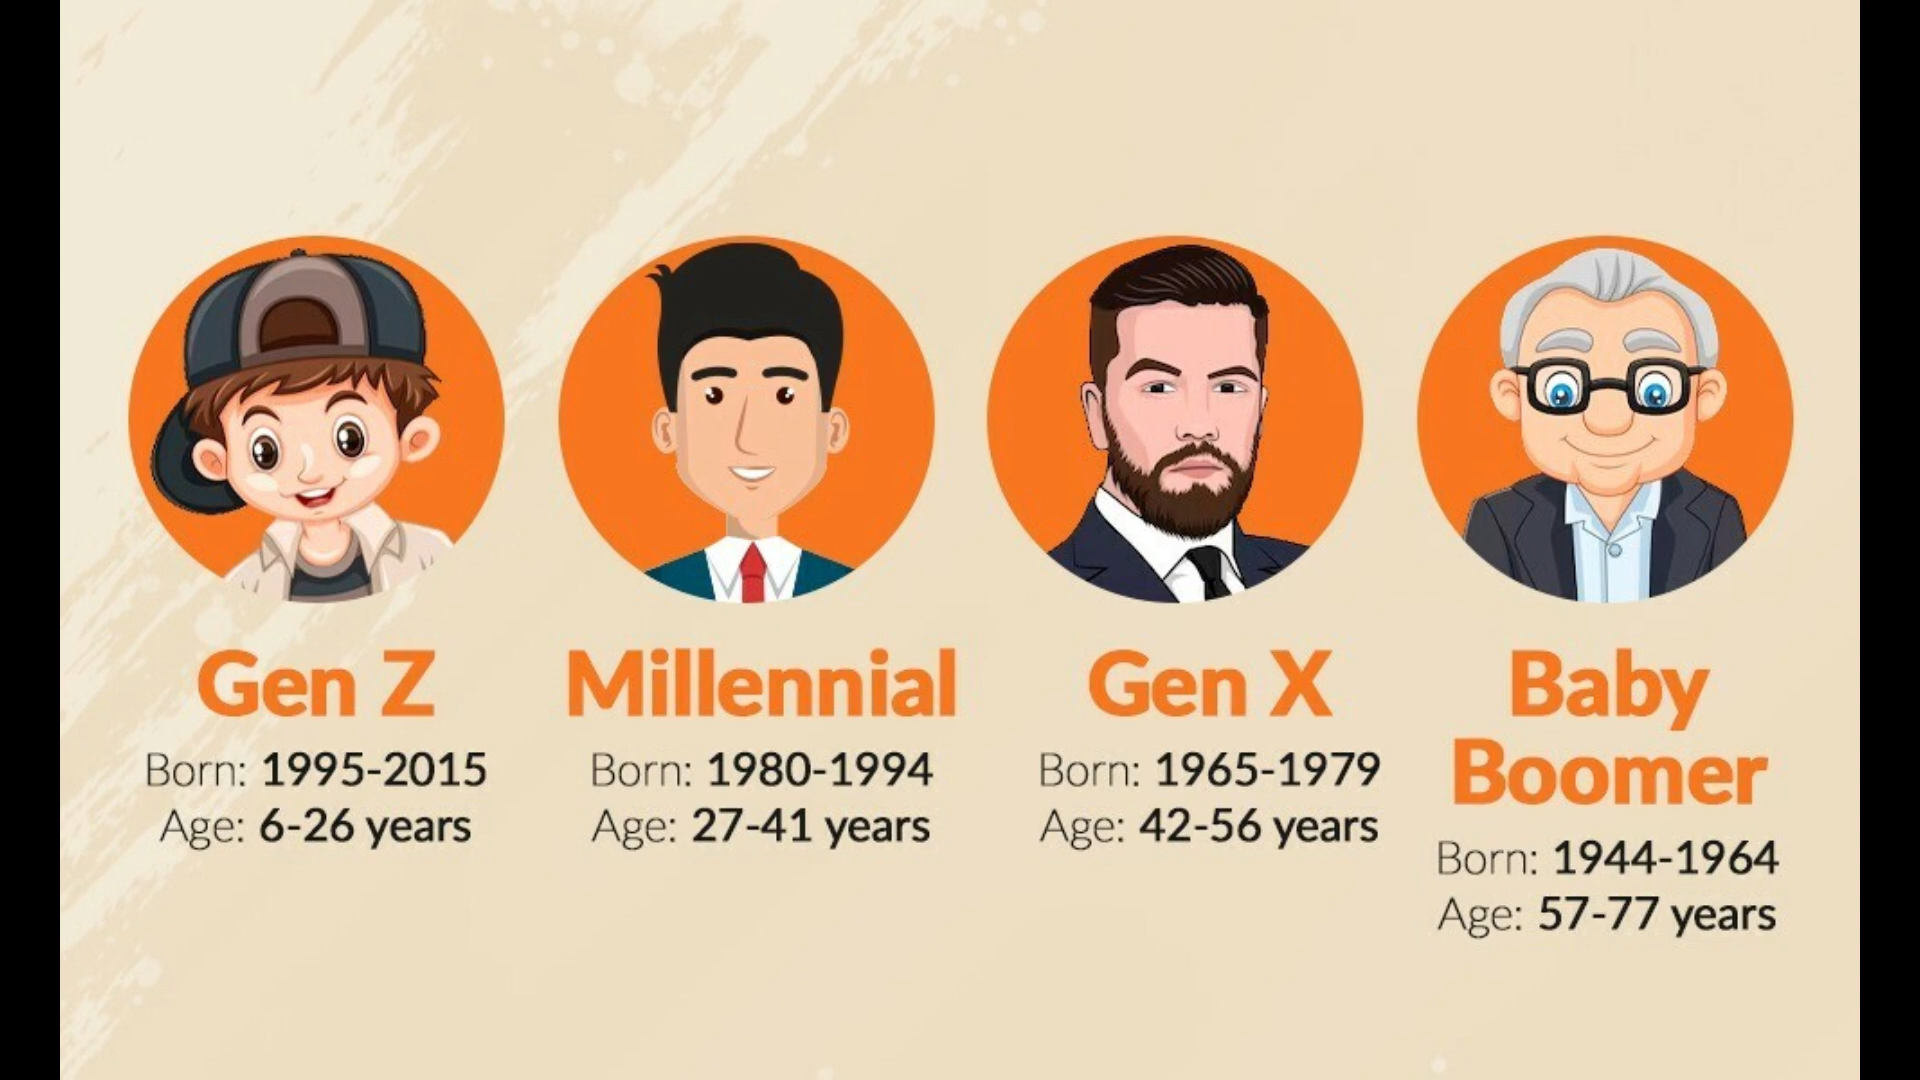 Gen Z
Born: 1995-2015
Age: 6-26 years
Millennial
Born: 1980-1994
Age: 27-41 years
Gen X
Born: 1965-1979
Age: 42-56 years
Baby
Boomer
Born: 1944-1964
Age: 57-77 years